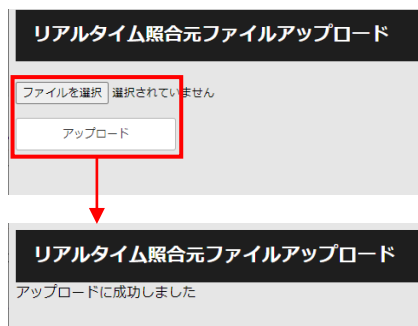 リアルタイム照合元ファイルアップロード
ファイルを選択 選択されていません
アップロード
リアルタイム照合元ファイルアップロード
アップロードに成功しました